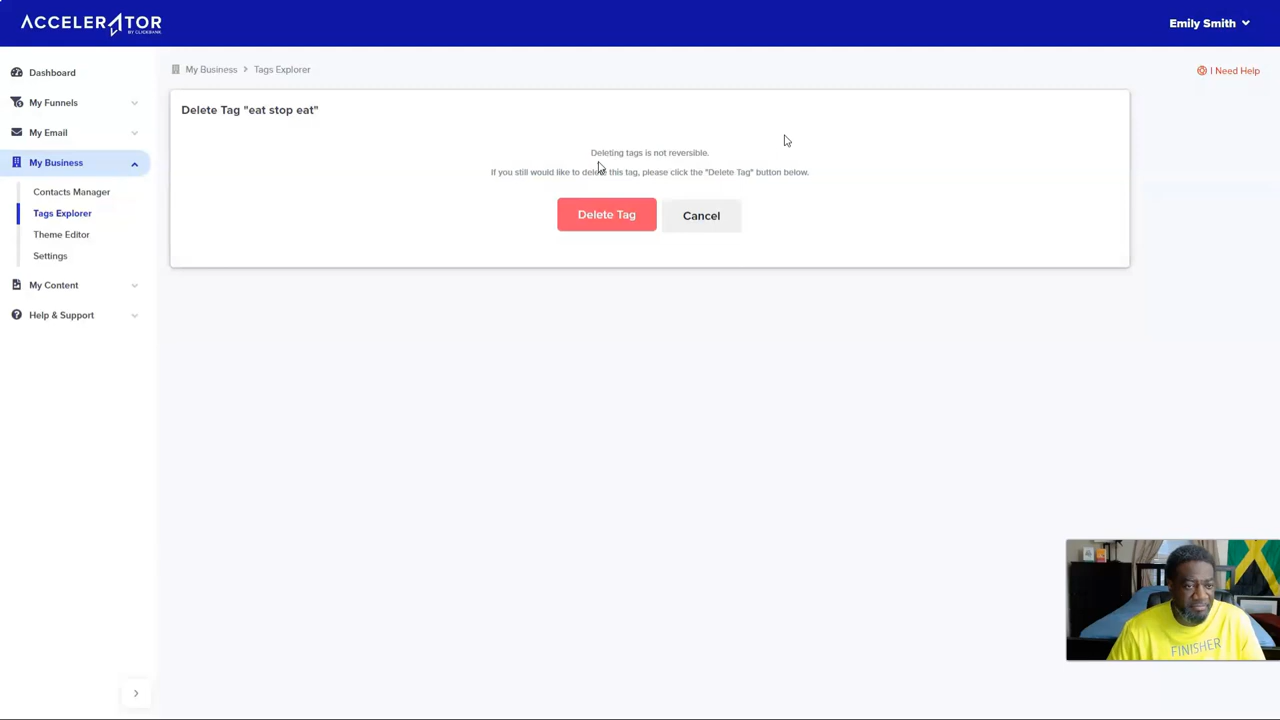 ACCELERATOR
BY CLICKBANK
Emily Smith
Dashboard
My Funnels
My Email
My Business
Contacts Manager
Tags Explorer
Theme Editor
Settings
My Content
Help & Support
My Business > Tags Explorer
I Need Help
Delete Tag "eat stop eat"
Deleting tags is not reversible.
If you still would like to delete this tag, please click the "Delete Tag" button below.
Delete Tag
Cancel
FINISHER